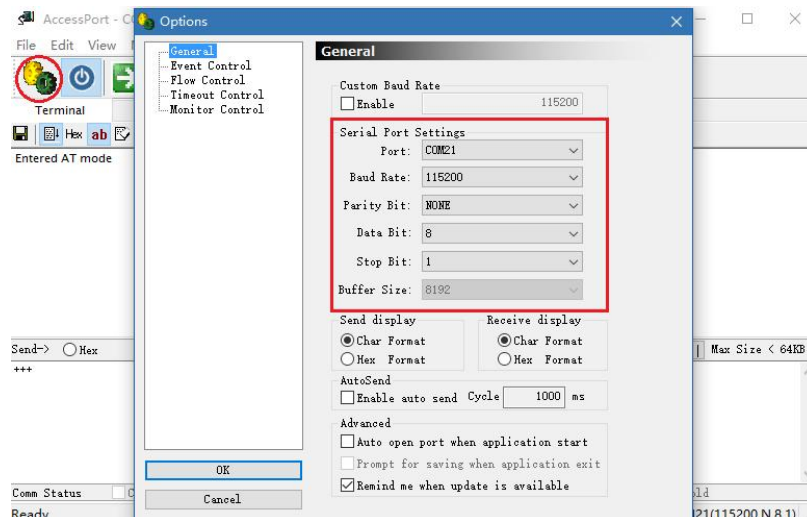 AccessPort - C
Options
File Edit View
Terminal
Hex ab
Entered AT mode
General
Event Control
Flow Control
Timeout Control
Monitor Control
General
Custom Baud Rate
Enable 115200
Serial Port Settings
Port: COM21
Baud Rate: 115200
Parity Bit: NONE
Data Bit: 8
Stop Bit: 1
Buffer Size: 8192
Send display Receive display
Char Format Char Format
Hex Format Hex Format
AutoSend
Enable auto send Cycle 1000 ms
Advanced
Auto open port when application start
Prompt for saving when application exit
Remind me when update is available
OK
Cancel
Send-> Hex
Max Size < 64KB
+++
Comm Status
Ready
21(115200,N,8,1)